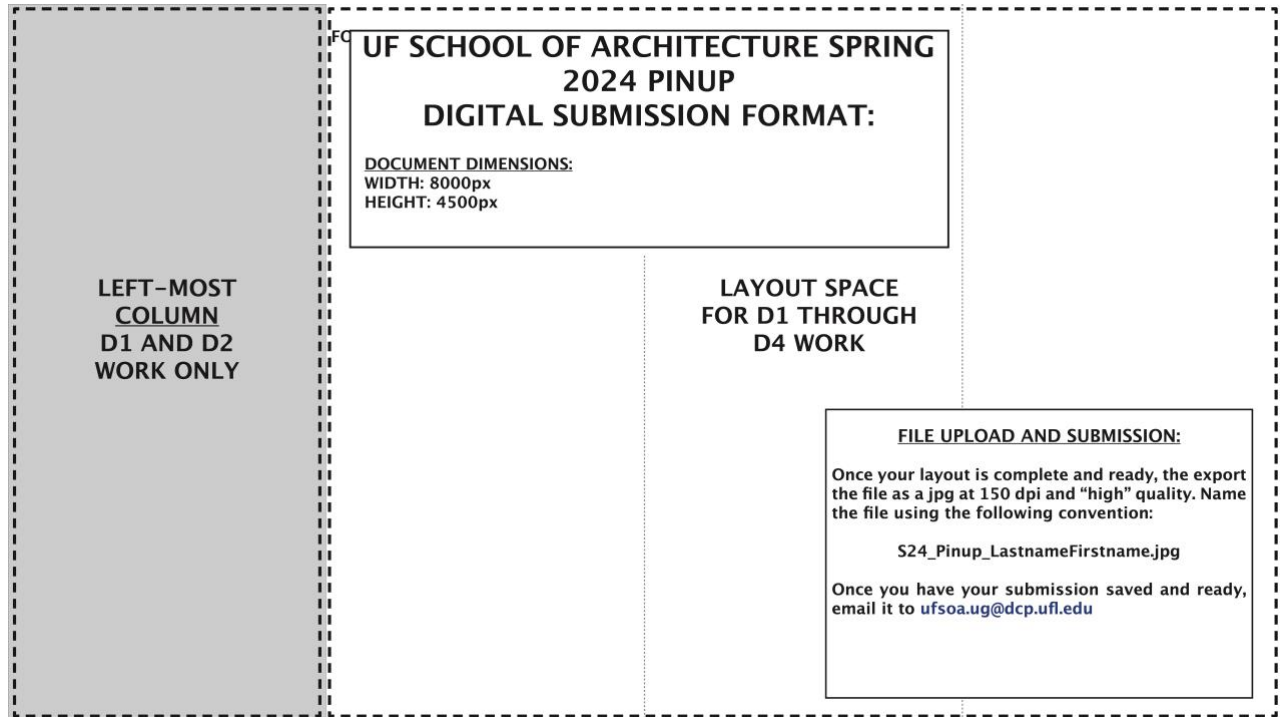 FO
UF SCHOOL OF ARCHITECTURE SPRING
2024 PINUP
DIGITAL SUBMISSION FORMAT:
DOCUMENT DIMENSIONS:
WIDTH: 8000px
HEIGHT: 4500px
LEFT-MOST
COLUMN
D1 AND D2
WORK ONLY
LAYOUT SPACE
FOR D1 THROUGH
D4 WORK
FILE UPLOAD AND SUBMISSION:
Once your layout is complete and ready, the export
the file as a jpg at 150 dpi and “high” quality. Name
the file using the following convention:
S24_Pinup_LastnameFirstname.jpg
Once you have your submission saved and ready,
email it to ufsoa.ug@dcp.ufl.edu